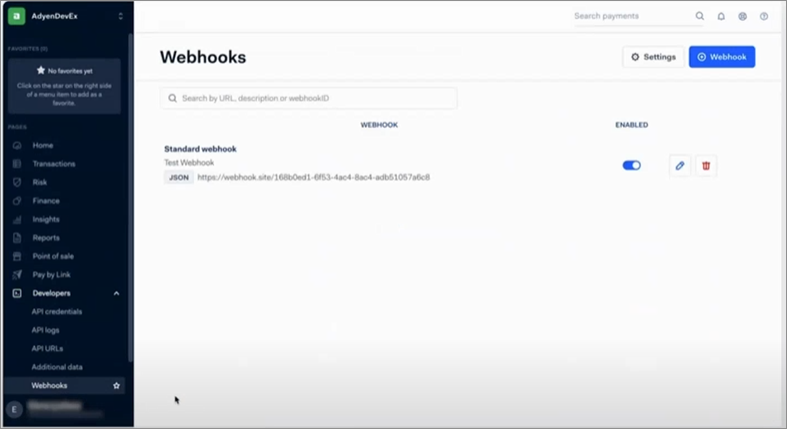 AdyenDevEx
Search payments
FAVORITES (0)
No favorites yet
Click on the star on the right side
of a menu item to add as a
favorite.
PAGES
Home
Transactions
Risk
Finance
Insights
Reports
Point of sale
Pay by Link
Developers
API credentials
API logs
API URLs
Additional data
Webhooks
E
Webhooks
Settings
Webhook
Search by URL, description or webhookID
WEBHOOK
ENABLED
Standard webhook
Test Webhook
JSON https://webhook.site/168b0ed1-6f53-4ac4-8ac4-adb51057a6c8